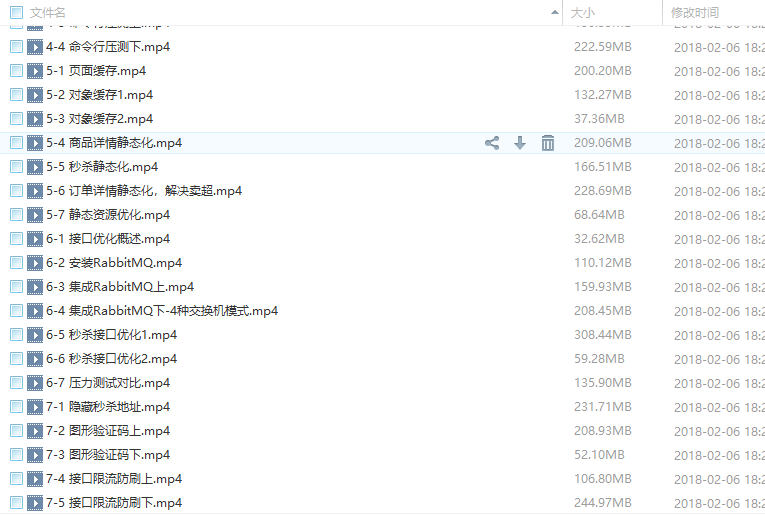 文件名 大小 修改时间
4-4 命令行压测下.mp4 222.59MB 2018-02-06 18:2
5-1 页面缓存.mp4 200.20MB 2018-02-06 18:2
5-2 对象缓存1.mp4 132.27MB 2018-02-06 18:2
5-3 对象缓存2.mp4 37.36MB 2018-02-06 18:2
5-4 商品详情静态化.mp4 209.06MB 2018-02-06 18:2
5-5 秒杀静态化.mp4 166.51MB 2018-02-06 18:2
5-6 订单详情静态化，解决卖超.mp4 228.69MB 2018-02-06 18:2
5-7 静态资源优化.mp4 68.64MB 2018-02-06 18:2
6-1 接口优化概述.mp4 32.62MB 2018-02-06 18:2
6-2 安装RabbitMQ.mp4 110.12MB 2018-02-06 18:2
6-3 集成RabbitMQ上.mp4 159.93MB 2018-02-06 18:2
6-4 集成RabbitMQ下-4种交换机模式.mp4 208.45MB 2018-02-06 18:2
6-5 秒杀接口优化1.mp4 308.44MB 2018-02-06 18:2
6-6 秒杀接口优化2.mp4 59.28MB 2018-02-06 18:2
6-7 压力测试对比.mp4 135.90MB 2018-02-06 18:2
7-1 隐藏秒杀地址.mp4 231.71MB 2018-02-06 18:2
7-2 图形验证码上.mp4 208.93MB 2018-02-06 18:2
7-3 图形验证码下.mp4 52.10MB 2018-02-06 18:2
7-4 接口限流防刷上.mp4 106.80MB 2018-02-06 18:2
7-5 接口限流防刷下.mp4 244.97MB 2018-02-06 18:2